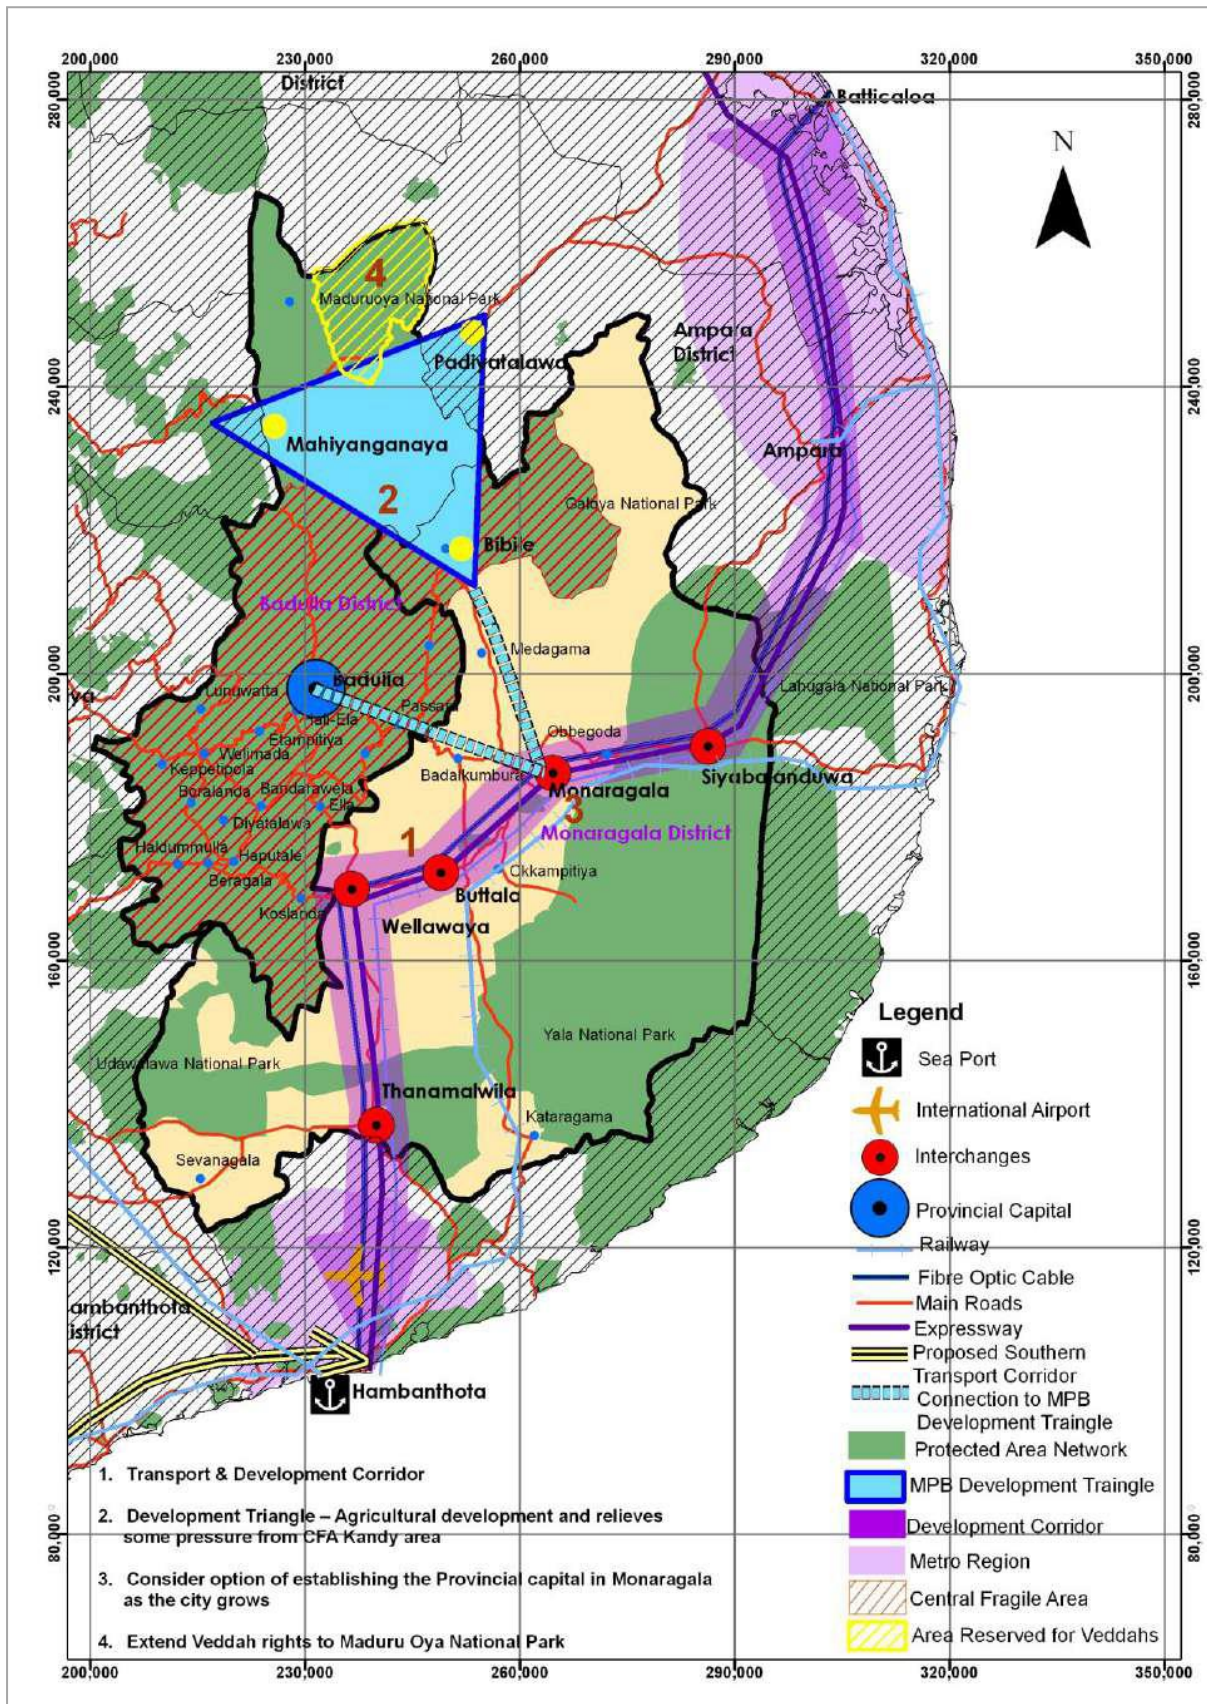 200,000 230,000 260,000 290,000 320,000 350,000
280,000
280,000
District
Batticaloa
N
4
Maduruoya National Park
Ampara
District
Padiyatalawa
240,000
240,000
Mahiyanganaya
Ampara
2
Galoya National Park
Bibile
Badulla District
Medagama
200,000
200,000
ya
Lunuwatta
Badulla
Passara
Lahugala National Park
Hali-Ela
Etampitiya
Obbegoda
Welimada
Keppetipola
Badalkumbura
Siyabalanduwa
Boralanda
Bandarawela
Monaragala
Ella
3
Diyatalawa
1
Monaragala District
Haldummulla
Haputale
Beragala
Okkampitiya
Buttala
Koslanda
Wellawaya
160,000
160,000
Yala National Park
Udawalawa National Park
Thanamalwila
Kataragama
Sevanagala
120,000
120,000
ambanthota
istrict
Hambanthota
80,000
80,000
Legend
Sea Port
International Airport
Interchanges
Provincial Capital
Railway
Fibre Optic Cable
Main Roads
Expressway
Proposed Southern
Transport Corridor
Connection to MPB
Development Traingle
Protected Area Network
MPB Development Traingle
Development Corridor
Metro Region
Central Fragile Area
Area Reserved for Veddahs
1. Transport & Development Corridor
2. Development Triangle – Agricultural development and relieves
some pressure from CFA Kandy area
3. Consider option of establishing the Provincial capital in Monaragala
as the city grows
4. Extend Veddah rights to Maduru Oya National Park
200,000 230,000 260,000 290,000 320,000 350,000